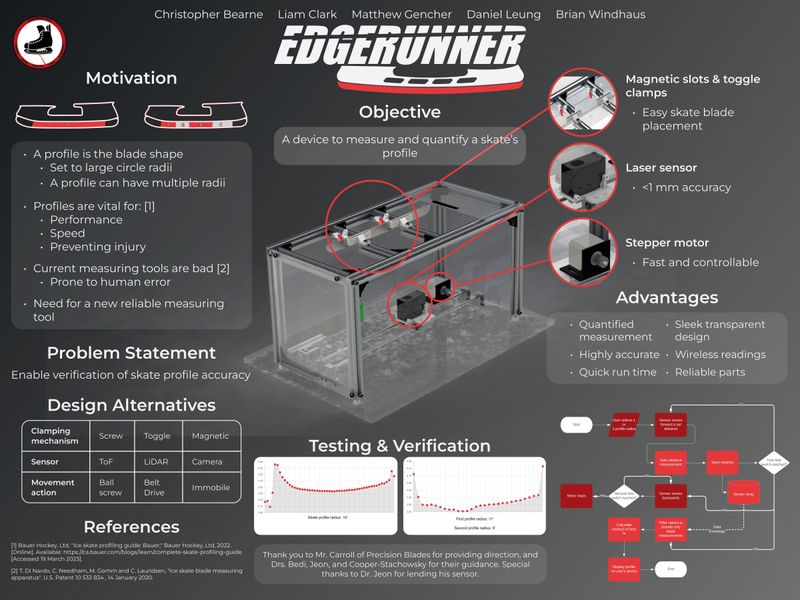 Christopher Bearne Liam Clark Matthew Gencher Daniel Leung Brian Windhaus
EDGERUNNER
Motivation
• A profile is the blade shape
• Set to large circle radii
• A profile can have multiple radii
• Profiles are vital for: [1]
• Performance
• Speed
• Preventing injury
• Current measuring tools are bad [2]
• Prone to human error
• Need for a new reliable measuring
tool
Problem Statement
Enable verification of skate profile accuracy
Design Alternatives
Clamping
mechanism
Screw
Toggle
Magnetic
Sensor
ToF
LiDAR
Camera
Movement
action
Ball
screw
Belt
Drive
Immobile
References
[1] Bauer Hockey, Ltd, "Ice skate profiling guide: Bauer," Bauer Hockey, Ltd, 2022.
[Online]. Available: https://ca.bauer.com/blogs/learn/complete-skate-profiling-guide.
[Accessed 19 March 2023].
[2] T. Di Nardo, C. Needham, M. Gomm and C. Lauridsen, "Ice skate blade measuring
apparatus". U.S. Patent 10 533 834 , 14 January 2020.
Objective
A device to measure and quantify a skate's
profile
Testing & Verification
Skate profile radius: 10'
First profile radius: 11'
Second profile radius: 9'
Thank you to Mr. Carroll of Precision Blades for providing direction, and
Drs. Bedi, Jeon, and Cooper-Stachowsky for their guidance. Special
thanks to Dr. Jeon for lending his sensor.
Magnetic slots & toggle
clamps
• Easy skate blade
placement
Laser sensor
• <1 mm accuracy
Stepper motor
• Fast and controllable
Advantages
• Quantified
measurement
• Highly accurate
• Quick run time
• Sleek transparent
design
• Wireless readings
• Reliable parts
Start
User selects 1
or
2 profile radius
Sensor moves
forward a set
distance
Take distance
measurement
Save value(s)
Motor stops
Sensor moves
backwards
Sensor array
Data
Exchange
Filter values to
include only
blade
measurements
Display profile
on user's device
End